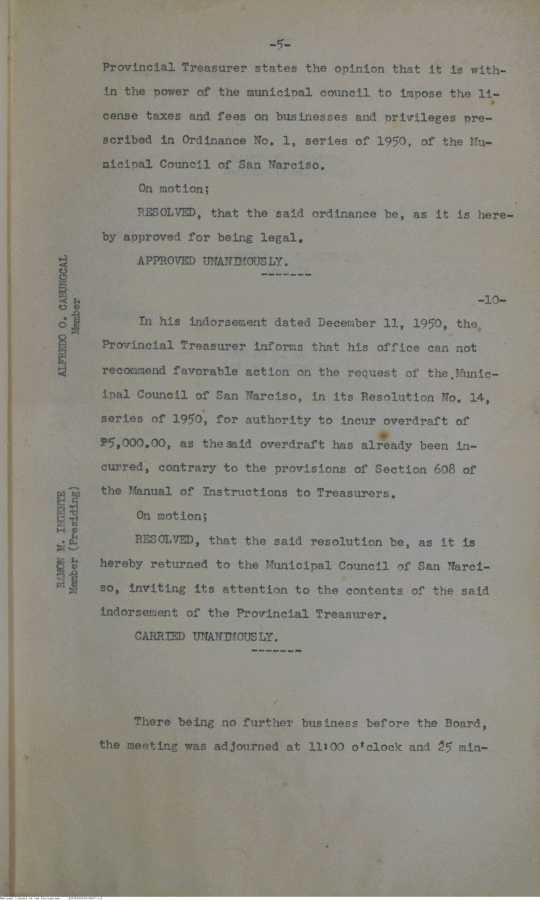 -5-
Provincial Treasurer states the opinion that it is with-
in the power of the municipal council to impose the li-
cense taxes and fees on businesses and privileges pre-
scribed in Ordinance No. 1, series of 1950, of the Mu-
nicipal Council of San Narciso.
On motion;
RESOLVED, that the said ordinance be, as it is here-
by approved for being legal.
APPROVED UNANIMOUSLY.
-------
-10-
In his indorsement dated December 11, 1950, the
Provincial Treasurer informs that his office can not
recommend favorable action on the request of the Munic-
ipal Council of San Narciso, in its Resolution No. 14,
series of 1950, for authority to incur overdraft of
₱5,000.00, as the said overdraft has already been in-
curred, contrary to the provisions of Section 608 of
the Manual of Instructions to Treasurers.
On motion;
RESOLVED, that the said resolution be, as it is
hereby returned to the Municipal Council of San Narci-
so, inviting its attention to the contents of the said
indorsement of the Provincial Treasurer.
CARRIED UNANIMOUSLY.
-------
There being no further business before the Board,
the meeting was adjourned at 11:00 o'clock and 25 min-
ALFREDO O. CABUNGCAL
Member
RAMON M. INGENTE
Member (Presiding)
National Library of the Philippines